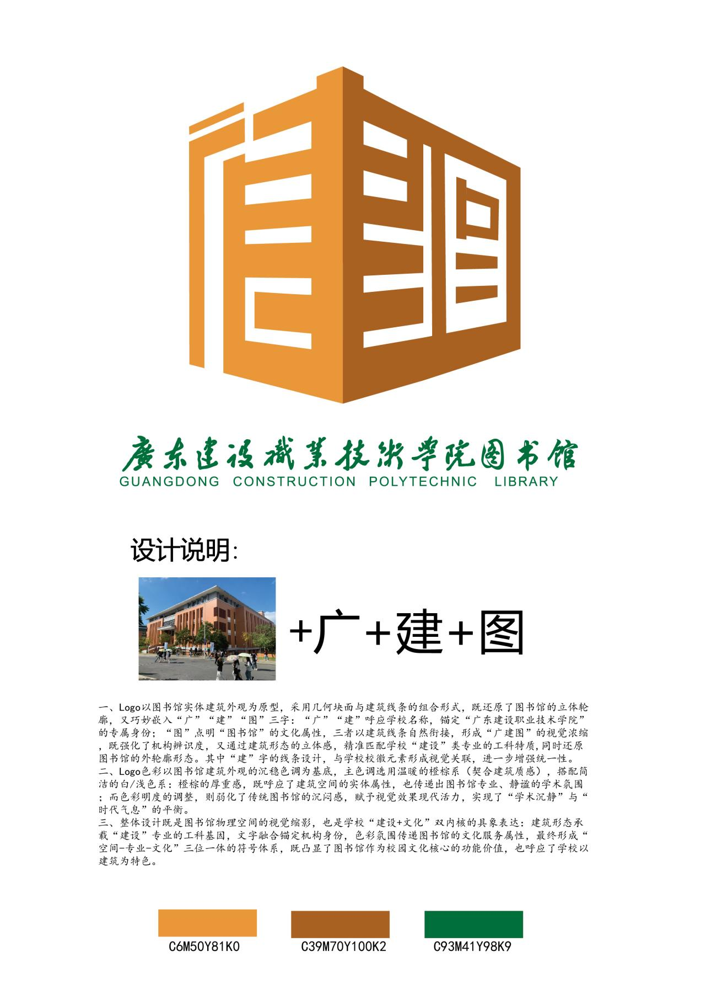 廣东建设职業技術学院图书馆
GUANGDONG CONSTRUCTION POLYTECHNIC LIBRARY
设计说明:
+广+建+图
一、Logo以图书馆实体建筑外观为原型，采用几何块面与建筑线条的组合形式，既还原了图书馆的立体轮
廓，又巧妙嵌入“广”“建”“图”三字：“广”“建”呼应学校名称，锚定“广东建设职业技术学院”
的专属身份；“图”点明“图书馆”的文化属性，三者以建筑线条自然衔接，形成“广建图”的视觉浓缩
，既强化了机构辨识度，又通过建筑形态的立体感，精准匹配学校“建设”类专业的工科特质,同时还原
图书馆的外轮廓形态。其中“建”字的线条设计，与学校校徽元素形成视觉关联，进一步增强统一性。
二、Logo色彩以图书馆建筑外观的沉稳色调为基底，主色调选用温暖的橙棕系（契合建筑质感），搭配简
洁的白/浅色系：橙棕的厚重感，既呼应了建筑空间的实体属性，也传递出图书馆专业、静谧的学术氛围
；而色彩明度的调整，则弱化了传统图书馆的沉闷感，赋予视觉效果现代活力，实现了“学术沉静”与“
时代气息”的平衡。
三、整体设计既是图书馆物理空间的视觉缩影，也是学校“建设+文化”双内核的具象表达：建筑形态承
载“建设”专业的工科基因，文字融合锚定机构身份，色彩氛围传递图书馆的文化服务属性，最终形成“
空间-专业-文化”三位一体的符号体系，既凸显了图书馆作为校园文化核心的功能价值，也呼应了学校以
建筑为特色。
C6M50Y81K0
C39M70Y100K2
C93M41Y98K9